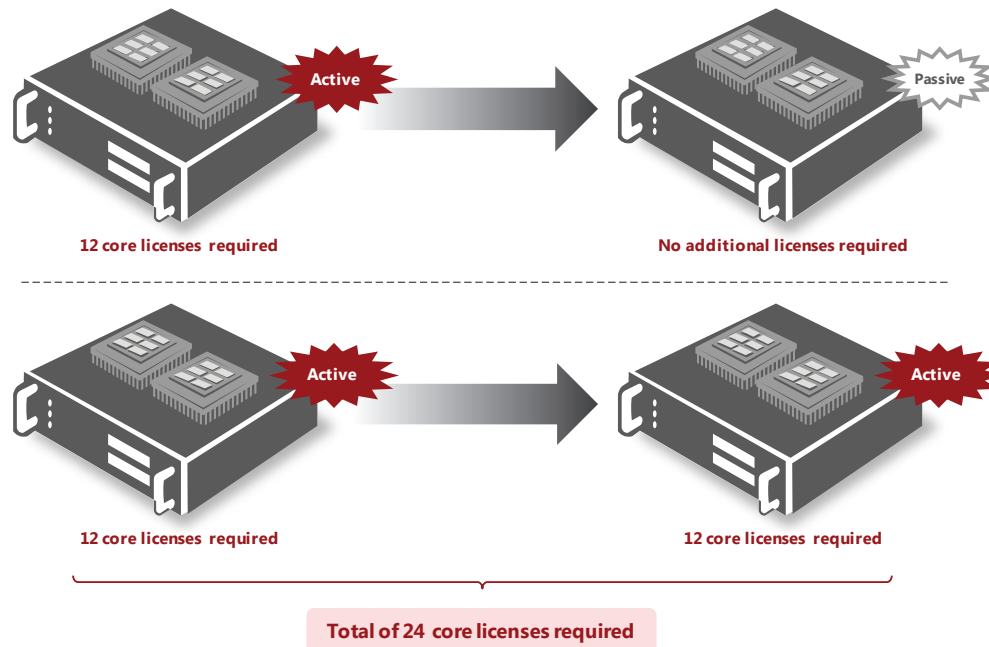 Active
Passive
12 core licenses required
No additional licenses required
Active
Active
12 core licenses required
12 core licenses required
Total of 24 core licenses required